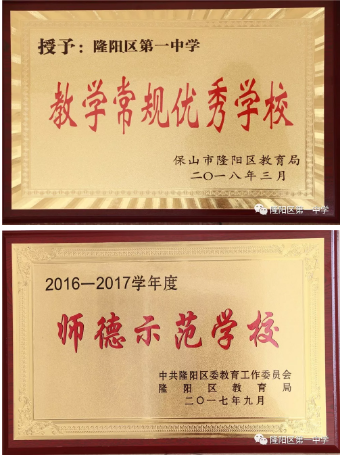 授予：隆阳区第一中学
教学常规优秀学校
保山市隆阳区教育局
二〇一八年三月
隆阳区第一中学
2016—2017学年度
师德示范学校
中共隆阳区委教育工作委员会
隆阳区教育局
二〇一七年九月
隆阳区第一中学